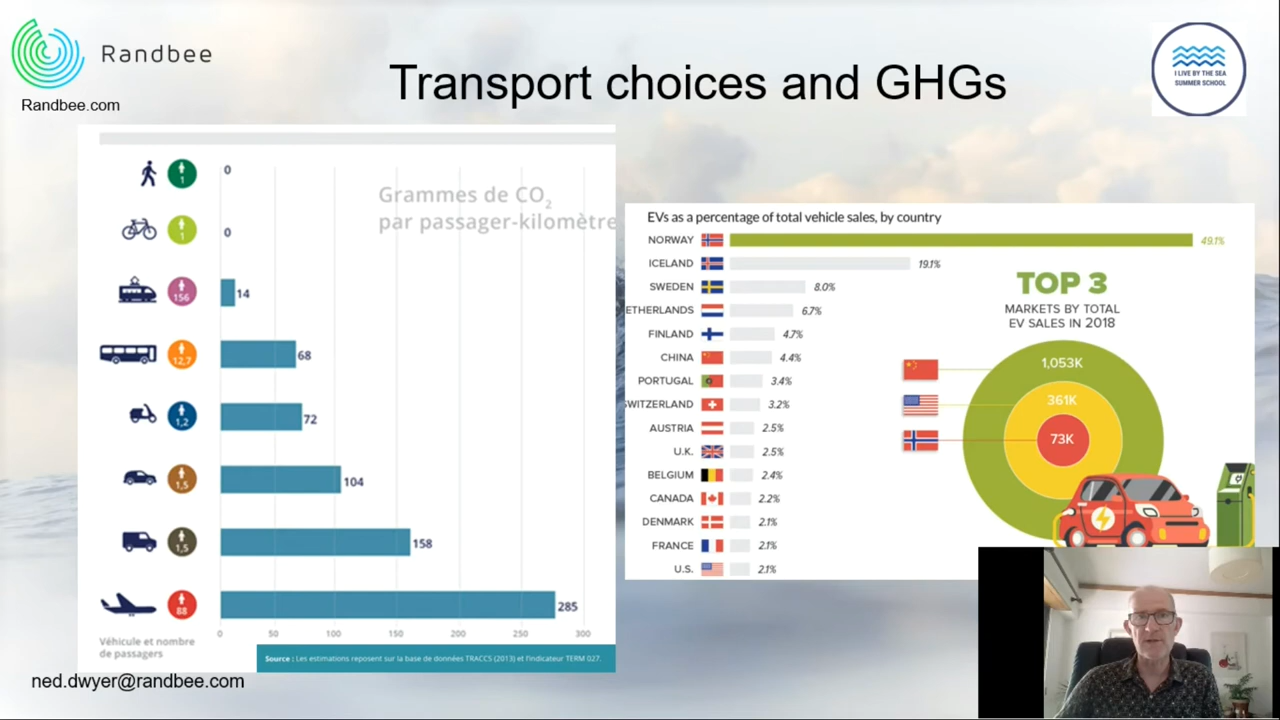 Randbee
Randbee.com
Transport choices and GHGs
I LIVE BY THE SEA
SUMMER SCHOOL
Grammes de CO2
par passager-kilomètre
1
0
1
0
156
14
12,7
68
1,2
72
1,5
104
1,5
158
88
285
0
50
100
150
200
250
300
Véhicule et nombre
de passagers
Source : Les estimations reposent sur la base de données TRACCS (2013) et l'indicateur TERM 027.
EVs as a percentage of total vehicle sales, by country
NORWAY 49.1%
ICELAND 19.1%
SWEDEN 8.0%
ETHERLANDS 6.7%
FINLAND 4.7%
CHINA 4.4%
PORTUGAL 3.4%
SWITZERLAND 3.2%
AUSTRIA 2.5%
U.K. 2.5%
BELGIUM 2.4%
CANADA 2.2%
DENMARK 2.1%
FRANCE 2.1%
U.S. 2.1%
TOP 3
MARKETS BY TOTAL
EV SALES IN 2018
1,053K
361K
73K
ned.dwyer@randbee.com